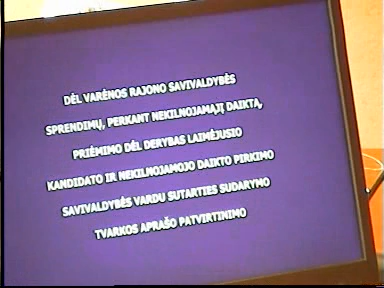 DĖL VARĖNOS RAJONO SAVIVALDYBĖS
SPRENDIMŲ, PERKANT NEKILNOJAMĄJĮ DAIKTĄ,
PRIĖMIMO DĖL DERYBAS LAIMĖJUSIO
KANDIDATO IR NEKILNOJAMOJO DAIKTO PIRKIMO
SAVIVALDYBĖS VARDU SUTARTIES SUDARYMO
TVARKOS APRAŠO PATVIRTINIMO